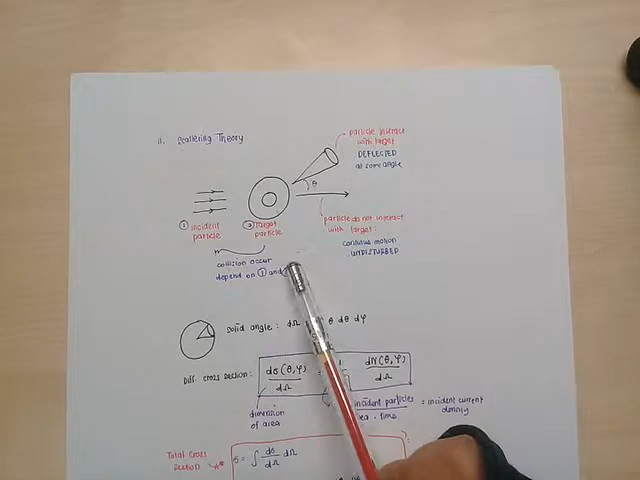 11. Scattering Theory
particle interact
with target:
DEFLECTED
at some angle
θ
① incident
particle
② Target
particle
particle do not interact
with target:
continue motion
UNDISTURBED
collision occur
depend on ① and
Solid angle: dΩ θ dθ dφ
Diff. cross section: dσ(θ,φ)/dΩ = 1 dN(θ,φ)/dΩ
dimension
of area
incident particles = incident current
time density
Total cross
section
σ = ∫ dσ/dΩ dΩ